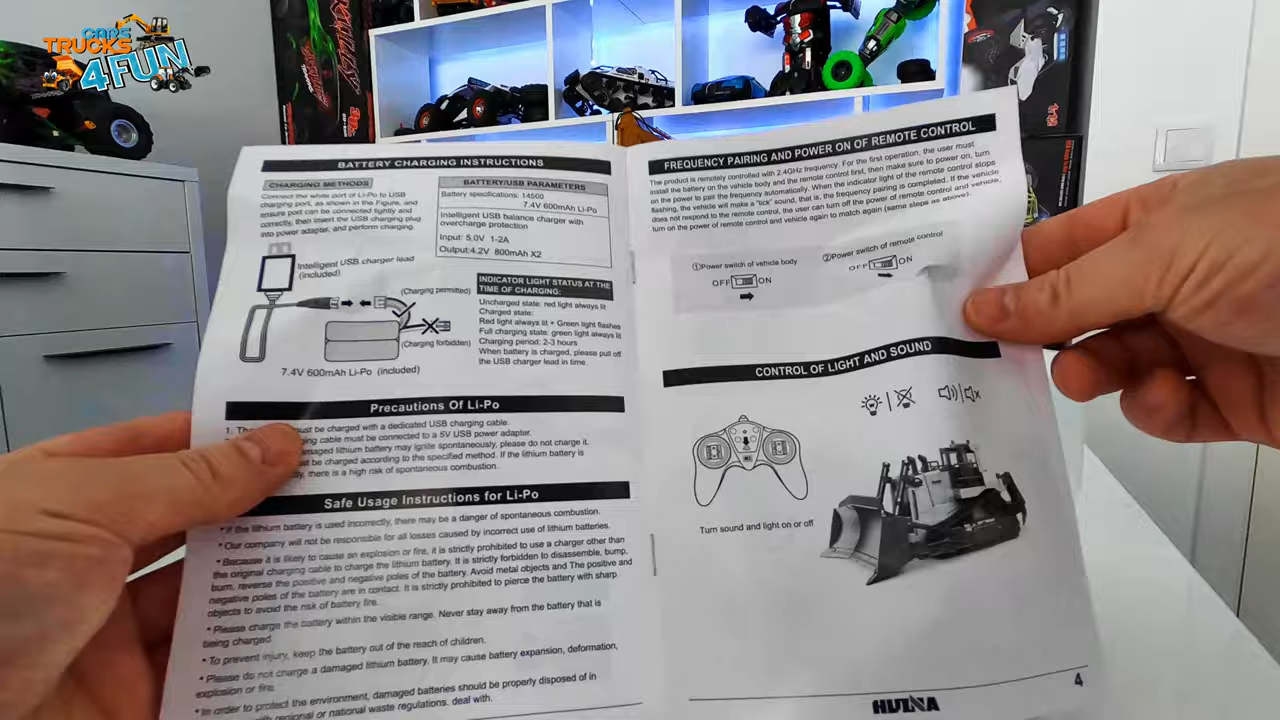 CARS
TRUCKS
4FUN
BATTERY CHARGING INSTRUCTIONS
CHARGING METHODS
Connect the white port of Li-Po to USB
charging port, as shown in the Figure, and
ensure port can be connected tightly and
correctly, then insert the USB charging plug
into power adapter, and perform charging.
BATTERY/USB PARAMETERS
Battery specifications: 14500
7.4V 600mAh Li-Po
Intelligent USB balance charger with
overcharge protection
Input: 5.0V 1-2A
Output:4.2V 800mAh X2
Intelligent USB charger lead
(included)
(Charging permitted)
(Charging forbidden)
7.4V 600mAh Li-Po (included)
INDICATOR LIGHT STATUS AT THE
TIME OF CHARGING:
Uncharged state: red light always lit
Charged state:
Red light always lit + Green light flashes
Full charging state: green light always lit
Charging period: 2-3 hours
When battery is charged, please pull off
the USB charger lead in time.
Precautions Of Li-Po
1. The must be charged with a dedicated USB charging cable.
cable must be connected to a 5V USB power adapter.
lithium battery may ignite spontaneously, please do not charge it.
be charged according to the specified method. If the lithium battery is
there is a high risk of spontaneous combustion.
Safe Usage Instructions for Li-Po
• If the lithium battery is used incorrectly, there may be a danger of spontaneous combustion.
• Our company will not be responsible for all losses caused by incorrect use of lithium batteries.
• Because it is likely to cause an explosion or fire, it is strictly prohibited to use a charger other than
the original charging cable to charge the lithium battery. It is strictly forbidden to disassemble, bump,
burn, reverse the positive and negative poles of the battery. Avoid metal objects and The positive and
negative poles of the battery are in contact. It is strictly prohibited to pierce the battery with sharp
objects to avoid the risk of battery fire.
• Please charge the battery within the visible range. Never stay away from the battery that is
being charged.
• To prevent injury, keep the battery out of the reach of children.
• Please do not charge a damaged lithium battery. It may cause battery expansion, deformation,
explosion or fire.
• In order to protect the environment, damaged batteries should be properly disposed of in
with regional or national waste regulations. deal with.
FREQUENCY PAIRING AND POWER ON OF REMOTE CONTROL
The product is remotely controlled with 2.4GHz frequency. For the first operation, the user must
install the battery on the vehicle body and the remote control first, then make sure to power on, turn
on the power to pair the frequency automatically. When the indicator light of the remote control stops
flashing, the vehicle will make a "tick" sound, that is, the frequency pairing is completed. If the vehicle
does not respond to the remote control, the user can turn off the power of remote control and vehicle,
turn on the power of remote control and vehicle again to match again (same steps as above).
①Power switch of vehicle body
OFF ON
②Power switch of remote control
OFF ON
CONTROL OF LIGHT AND SOUND
Turn sound and light on or off
HUINA
4